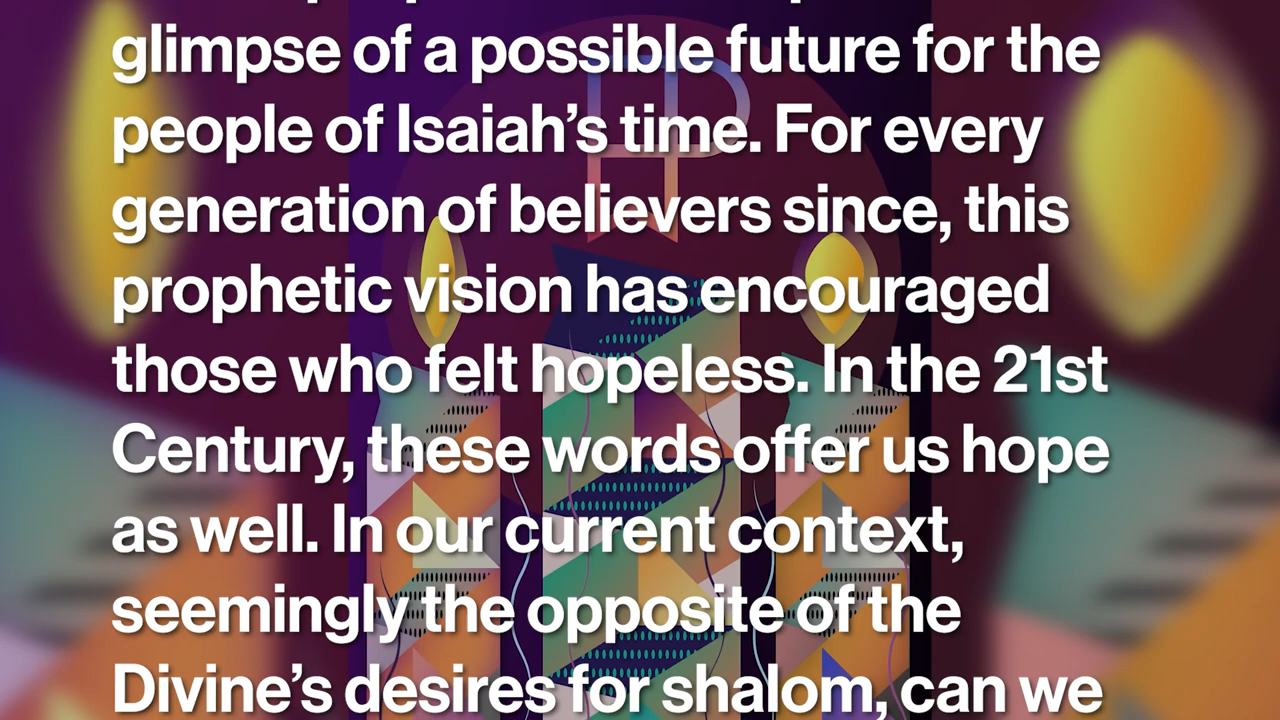 glimpse of a possible future for the
people of Isaiah’s time. For every
generation of believers since, this
prophetic vision has encouraged
those who felt hopeless. In the 21st
Century, these words offer us hope
as well. In our current context,
seemingly the opposite of the
Divine’s desires for shalom, can we